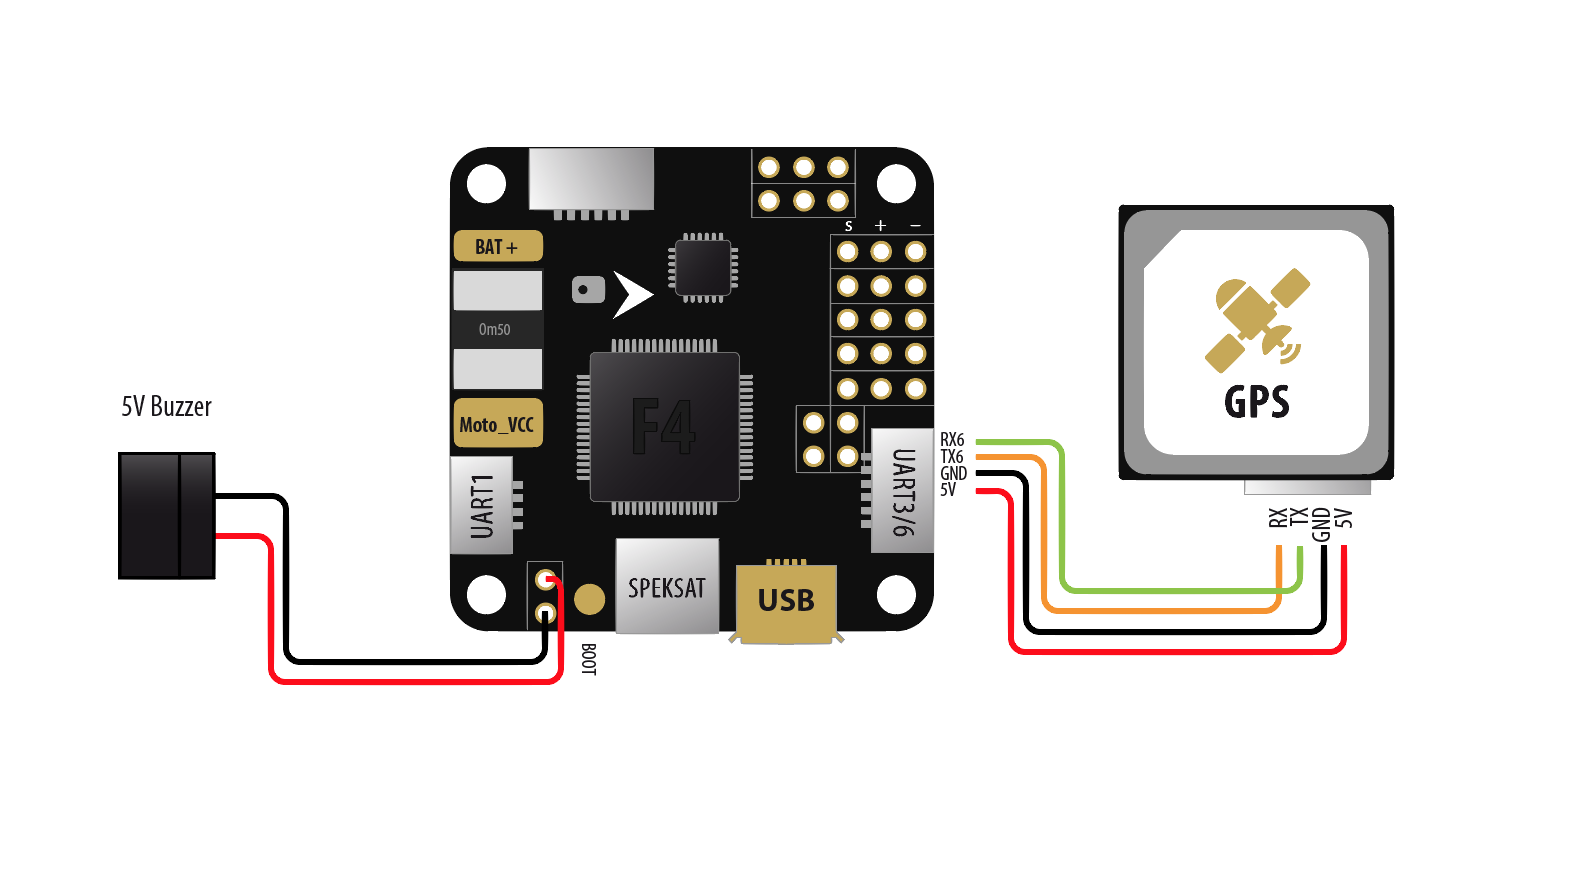 S + −
BAT +
0m50
5V Buzzer
Moto_VCC
F4
GPS
RX6
TX6
GND
5V
UART1
UART3/6
RX
TX
GND
5V
SPEKSAT
USB
BOOT